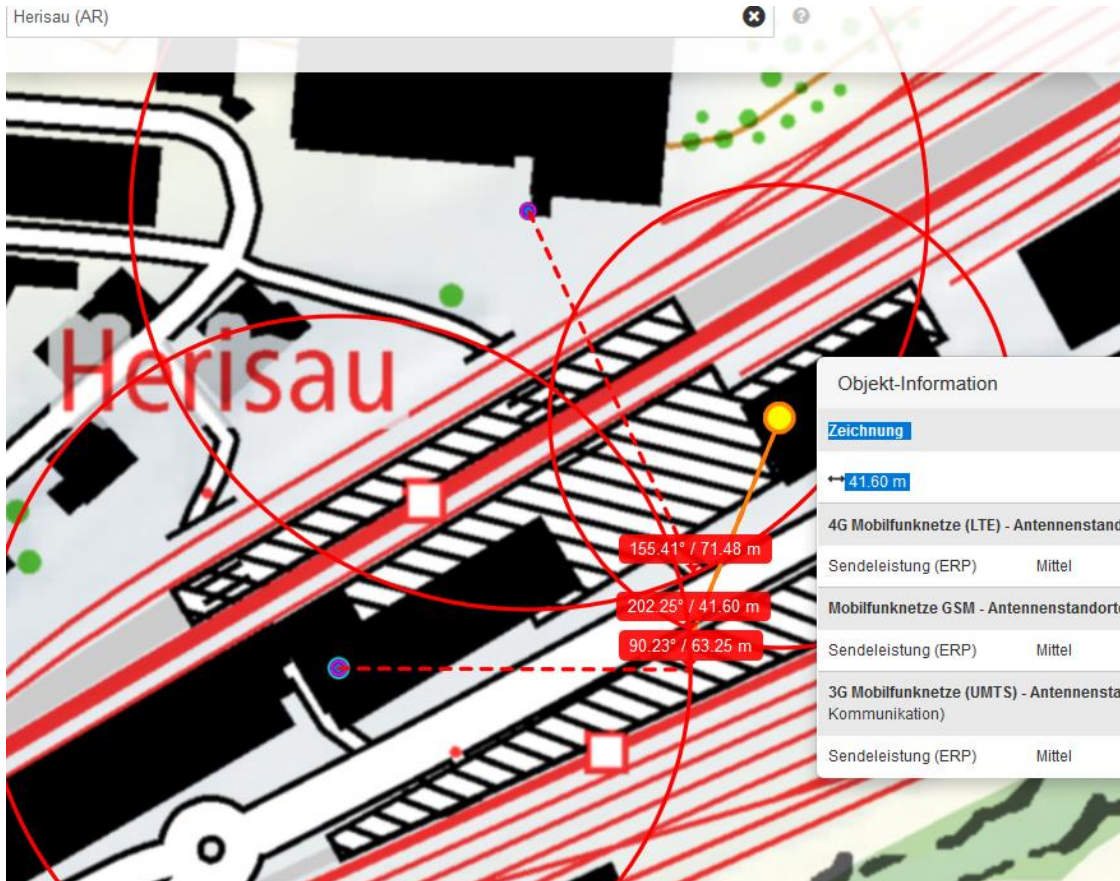 Herisau (AR)
Herisau
155.41° / 71.48 m
202.25° / 41.60 m
90.23° / 63.25 m
Objekt-Information
Zeichnung
41.60 m
4G Mobilfunknetze (LTE) - Antennenstand
Sendeleistung (ERP) Mittel
Mobilfunknetze GSM - Antennenstandort
Sendeleistung (ERP) Mittel
3G Mobilfunknetze (UMTS) - Antennensta
Kommunikation)
Sendeleistung (ERP) Mittel